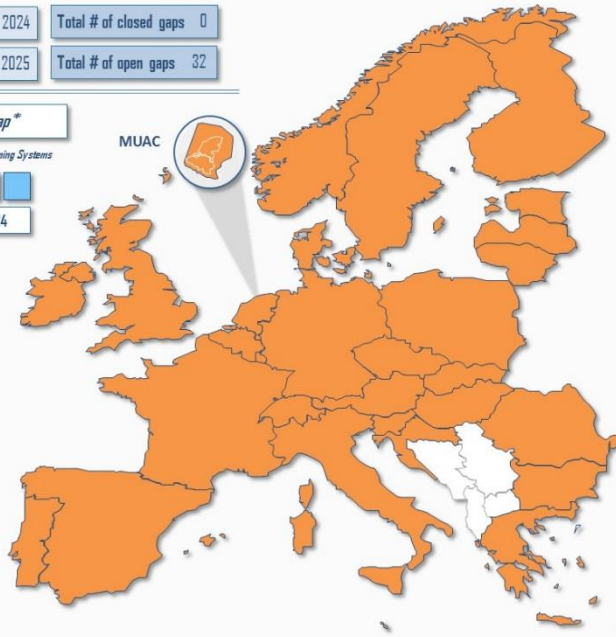 2024 Total # of closed gaps 0
2025 Total # of open gaps 32
ap *
ning Systems
MUAC
4